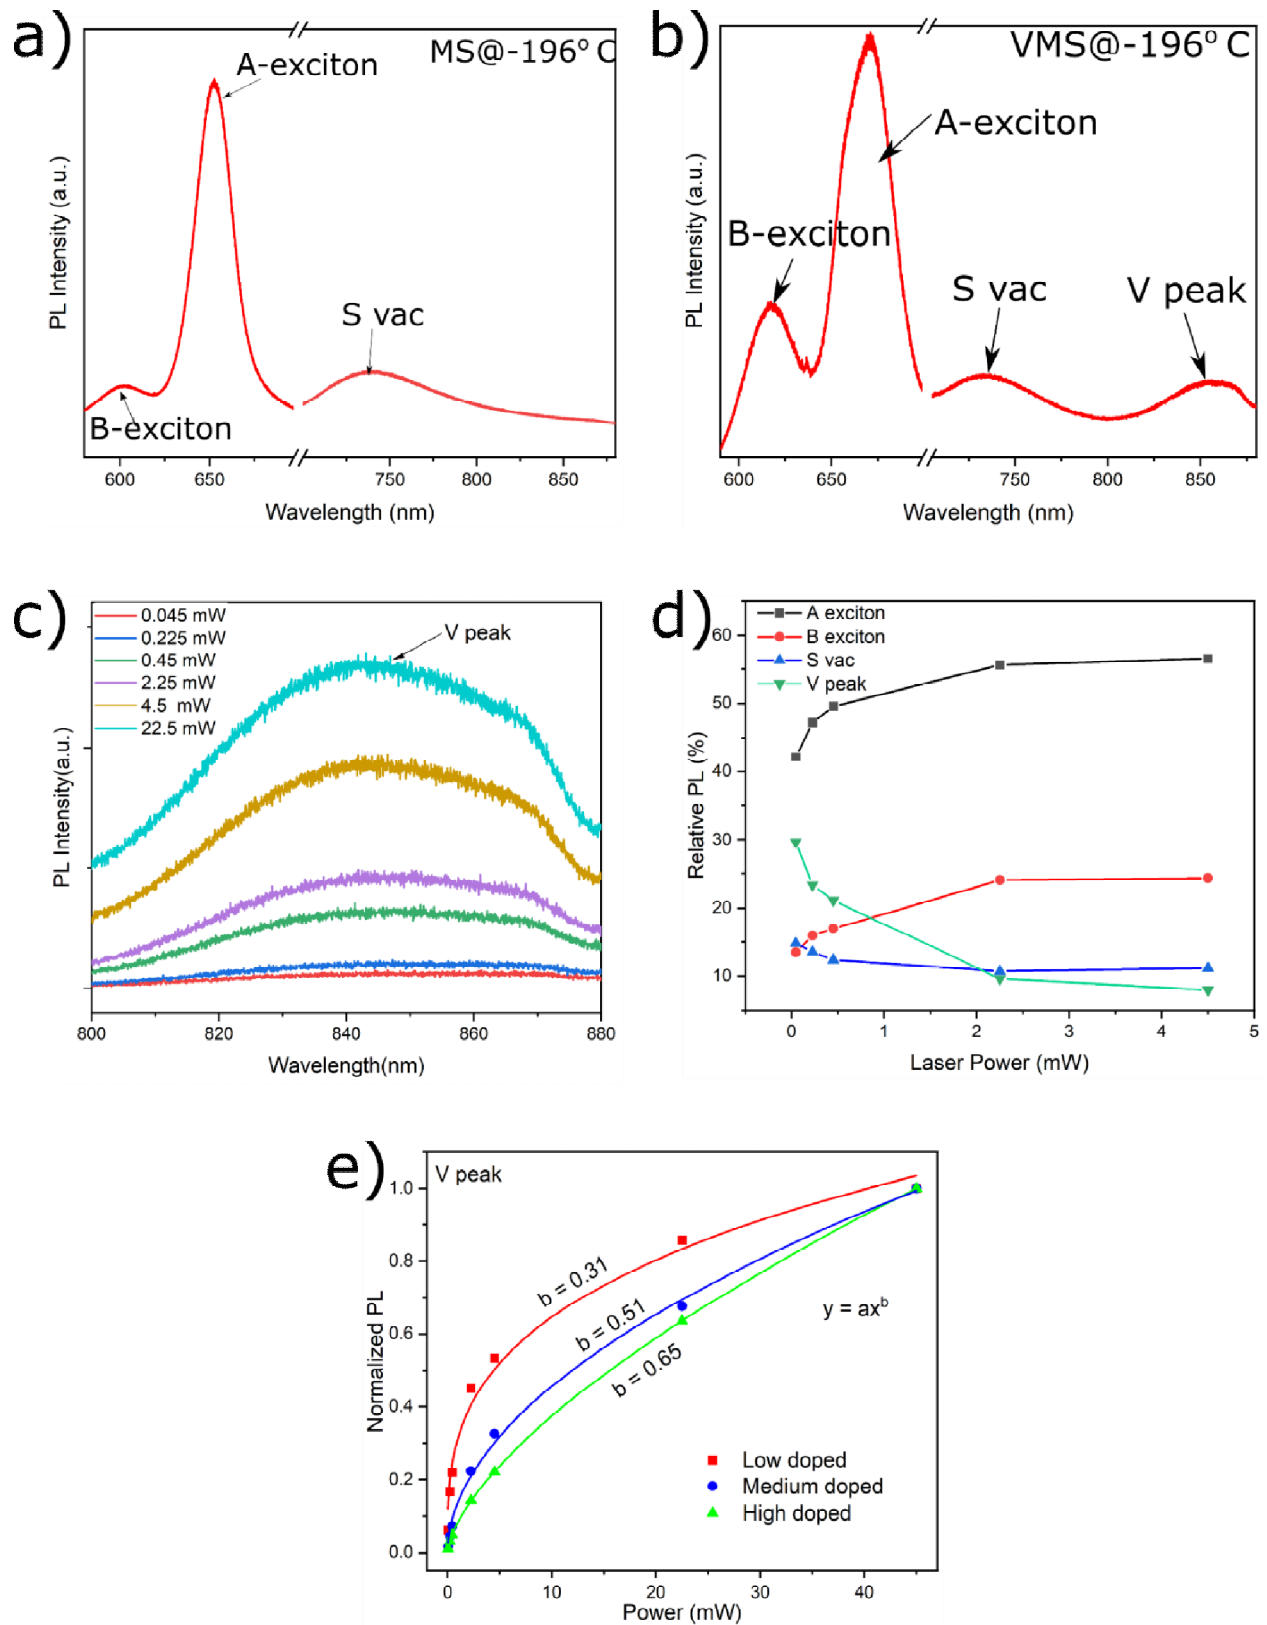 a)
MS@-196° C
A-exciton
S vac
B-exciton
PL Intensity (a.u.)
600 650 750 800 850
Wavelength (nm)
b)
VMS@-196° C
A-exciton
B-exciton
S vac
V peak
PL Intensity (a.u.)
600 650 750 800 850
Wavelength (nm)
c)
0.045 mW
0.225 mW
0.45 mW
2.25 mW
4.5 mW
22.5 mW
V peak
PL Intensity(a.u.)
800 820 840 860 880
Wavelength(nm)
d)
A exciton
B exciton
S vac
V peak
Relative PL (%)
60
50
40
30
20
10
0 1 2 3 4 5
Laser Power (mW)
e)
V peak
Normalized PL
1.0
0.8
0.6
0.4
0.2
0.0
b = 0.31
b = 0.51
b = 0.65
y = axᵇ
Low doped
Medium doped
High doped
0 10 20 30 40
Power (mW)